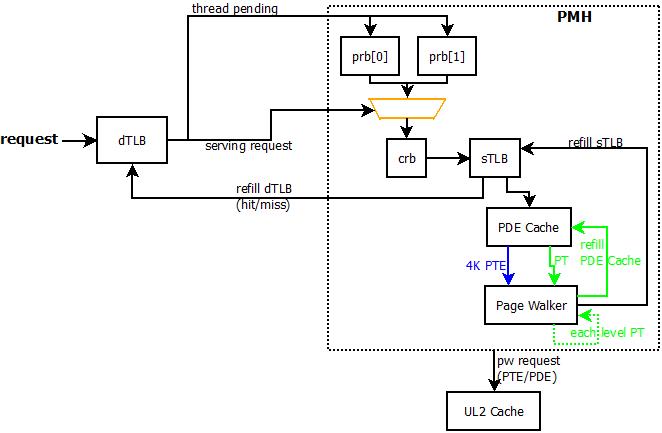 thread pending
PMH
prb[0]
prb[1]
request
dTLB
serving request
crb
sTLB
refill sTLB
refill dTLB
(hit/miss)
PDE Cache
refill
PDE Cache
4K PTE
PT
Page Walker
each level PT
pw request
(PTE/PDE)
UL2 Cache